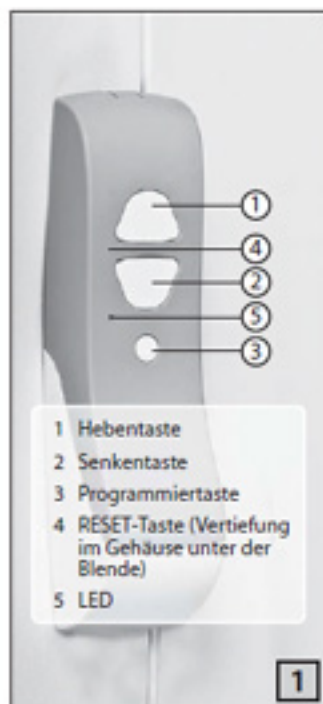 1
4
2
5
3
1 Hebentaste
2 Senkentaste
3 Programmiertaste
4 RESET-Taste (Vertiefung
im Gehäuse unter der
Blende)
5 LED
1